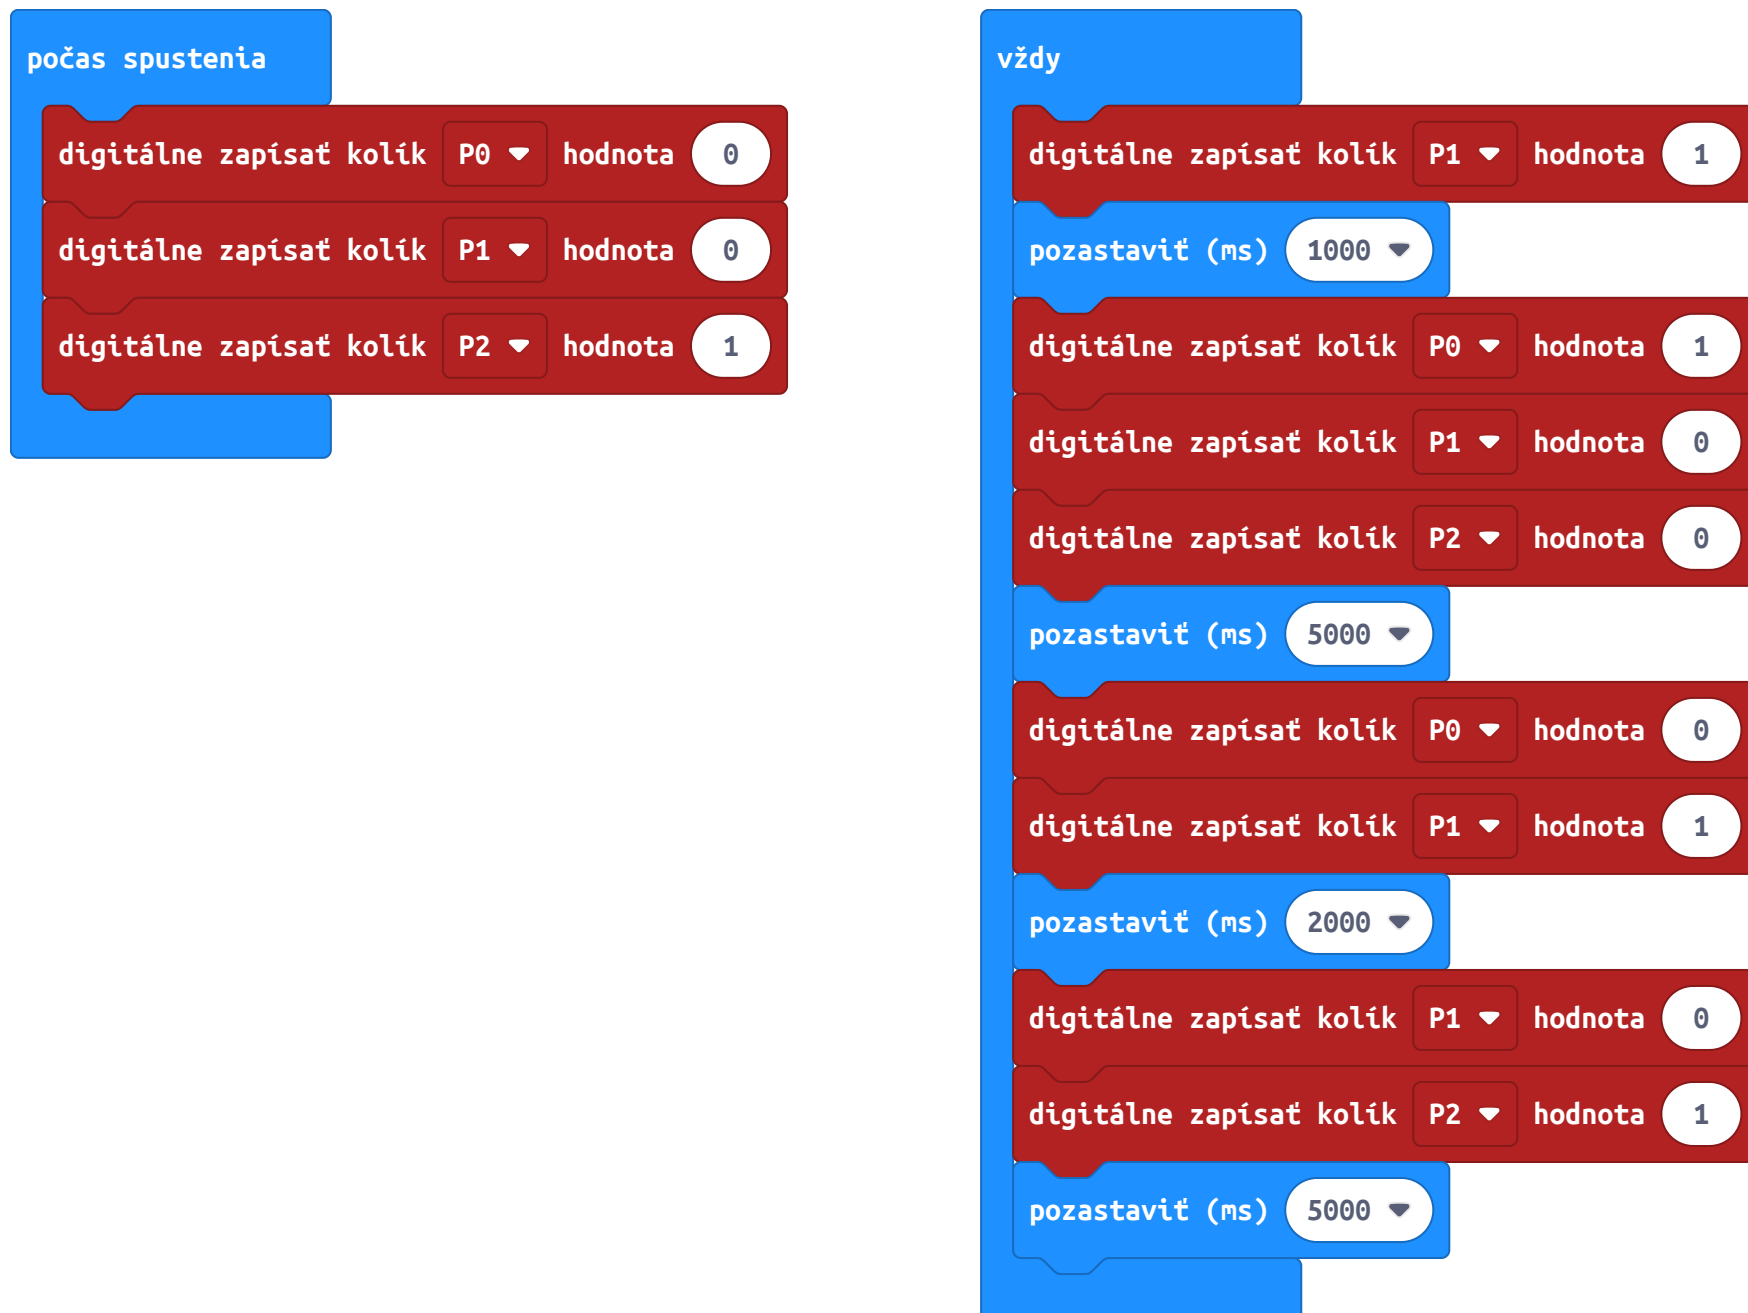 počas spustenia
digitálne zapísať kolík P0 hodnota 0
digitálne zapísať kolík P1 hodnota 0
digitálne zapísať kolík P2 hodnota 1
vždy
digitálne zapísať kolík P1 hodnota 1
pozastaviť (ms) 1000
digitálne zapísať kolík P0 hodnota 1
digitálne zapísať kolík P1 hodnota 0
digitálne zapísať kolík P2 hodnota 0
pozastaviť (ms) 5000
digitálne zapísať kolík P0 hodnota 0
digitálne zapísať kolík P1 hodnota 1
pozastaviť (ms) 2000
digitálne zapísať kolík P1 hodnota 0
digitálne zapísať kolík P2 hodnota 1
pozastaviť (ms) 5000